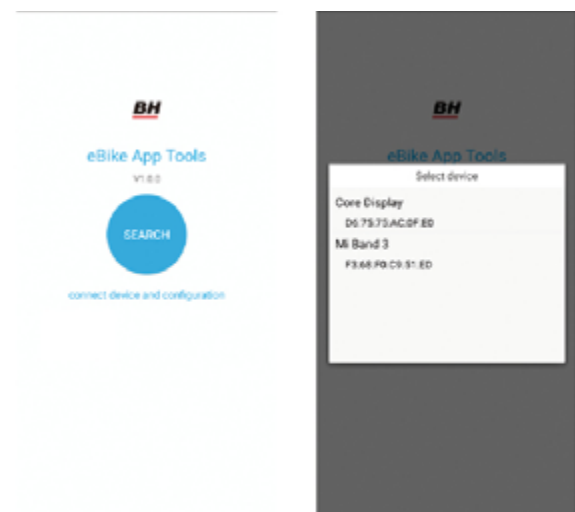 BH
eBike App Tools
V1.0.0
SEARCH
connect device and configuration
BH
eBike App Tools
Select device
Core Display
D6:75:75:AC:0F:E0
Mi Band 3
F3:68:F0:C9:51:ED